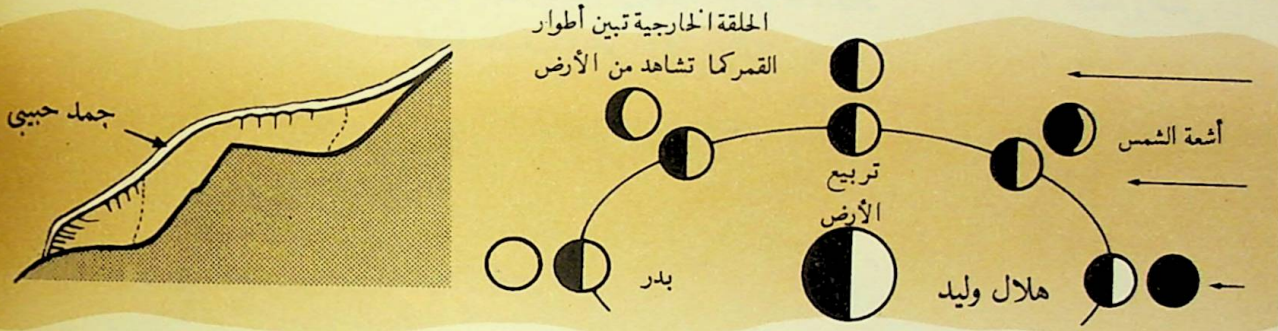 الحلقة الخارجية تبين أطوار
القمر كما تشاهد من الأرض
أشعة الشمس
جمد حبيبي
تربيع
الأرض
هلال وليد
بدر